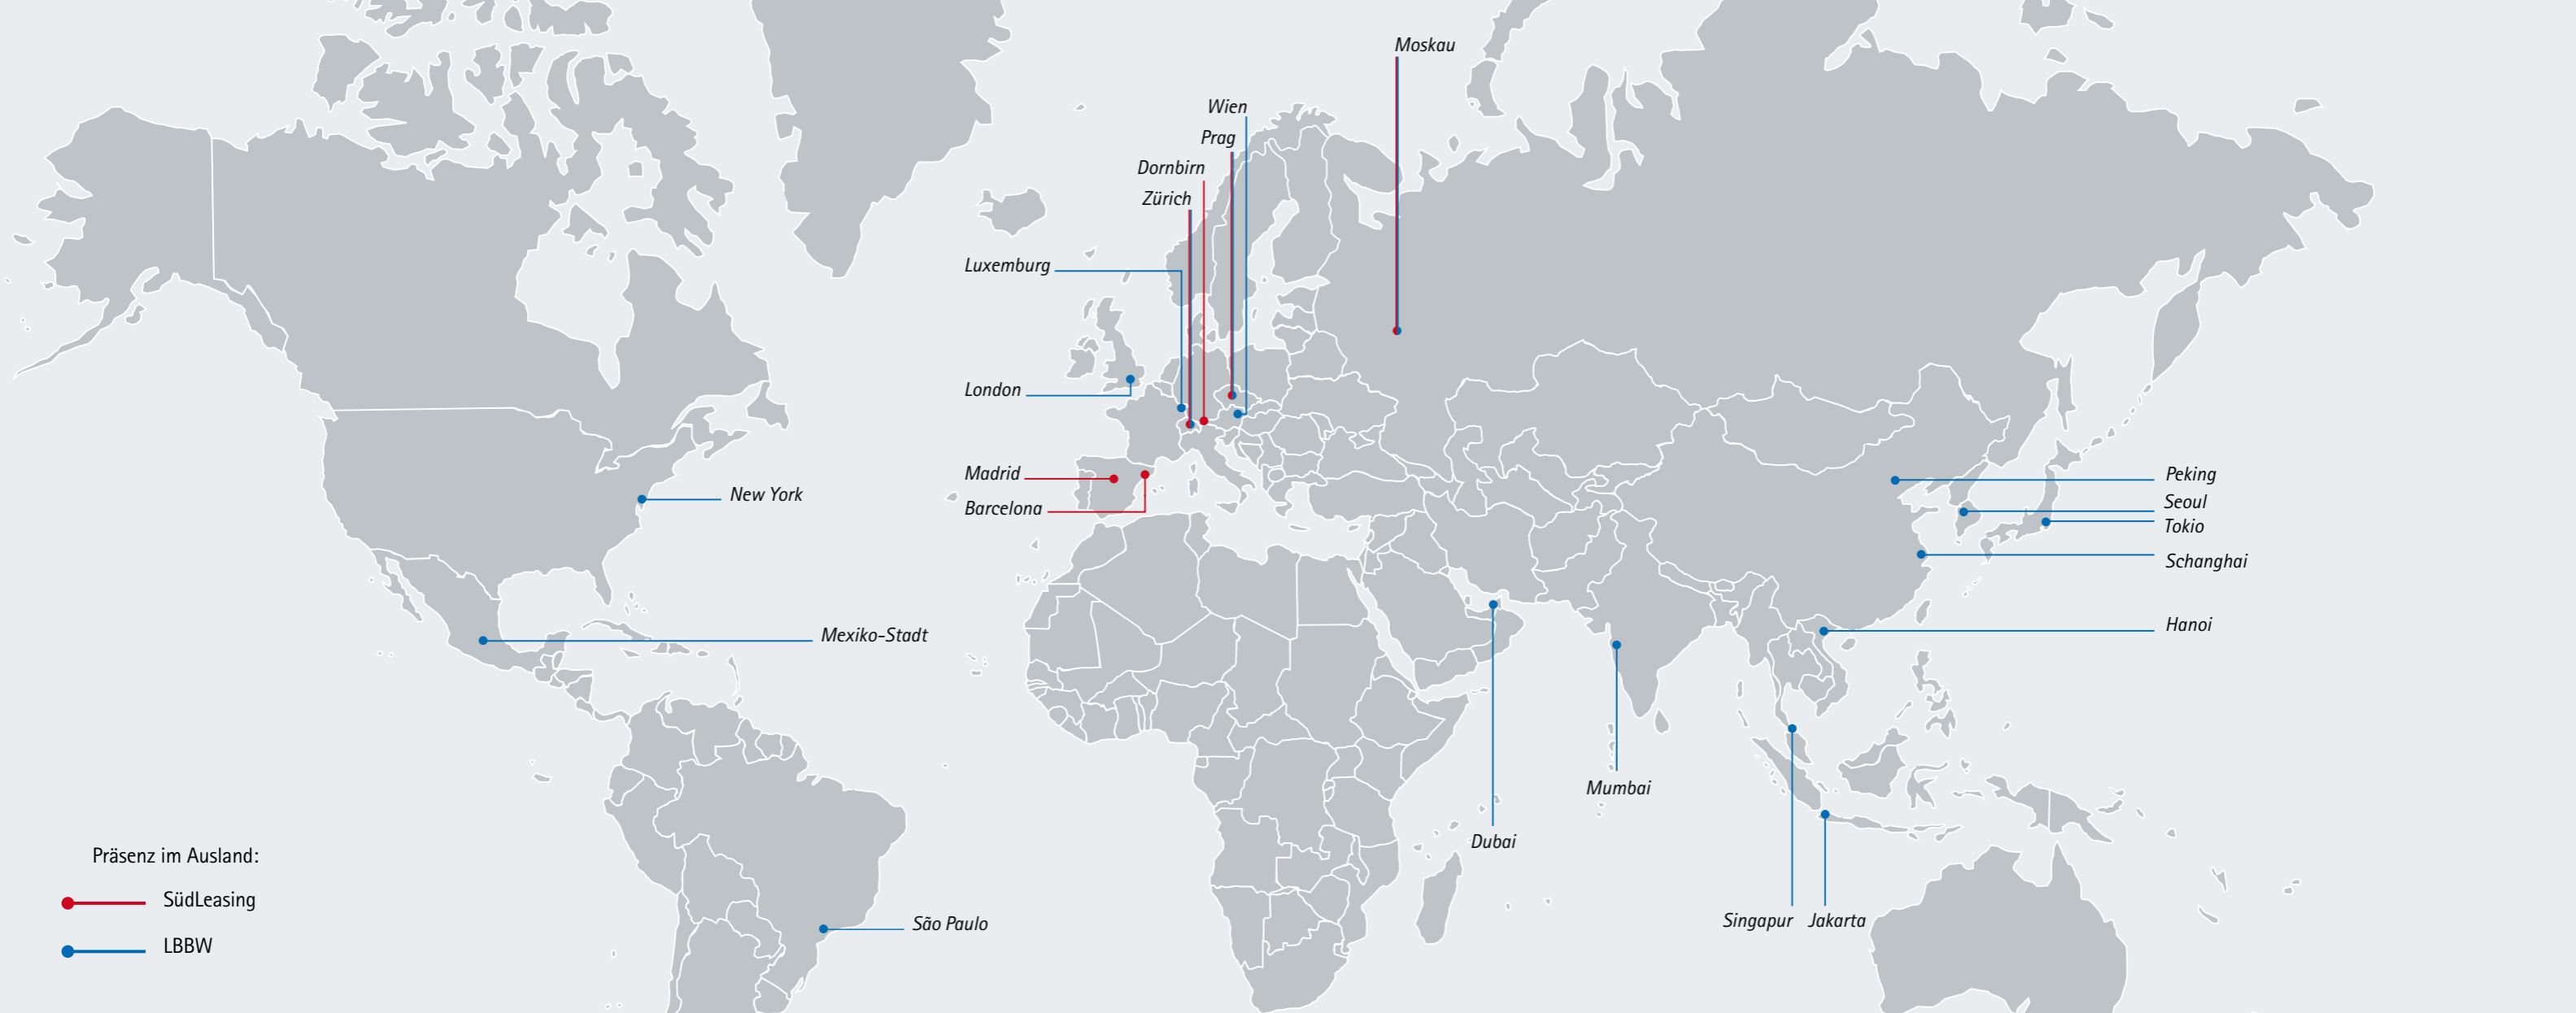 Moskau
Wien
Prag
Dornbirn
Zürich
Luxemburg
London
Madrid
Barcelona
New York
Mexiko-Stadt
São Paulo
Peking
Seoul
Tokio
Schanghai
Hanoi
Mumbai
Dubai
Singapur
Jakarta
Präsenz im Ausland:
SüdLeasing
LBBW